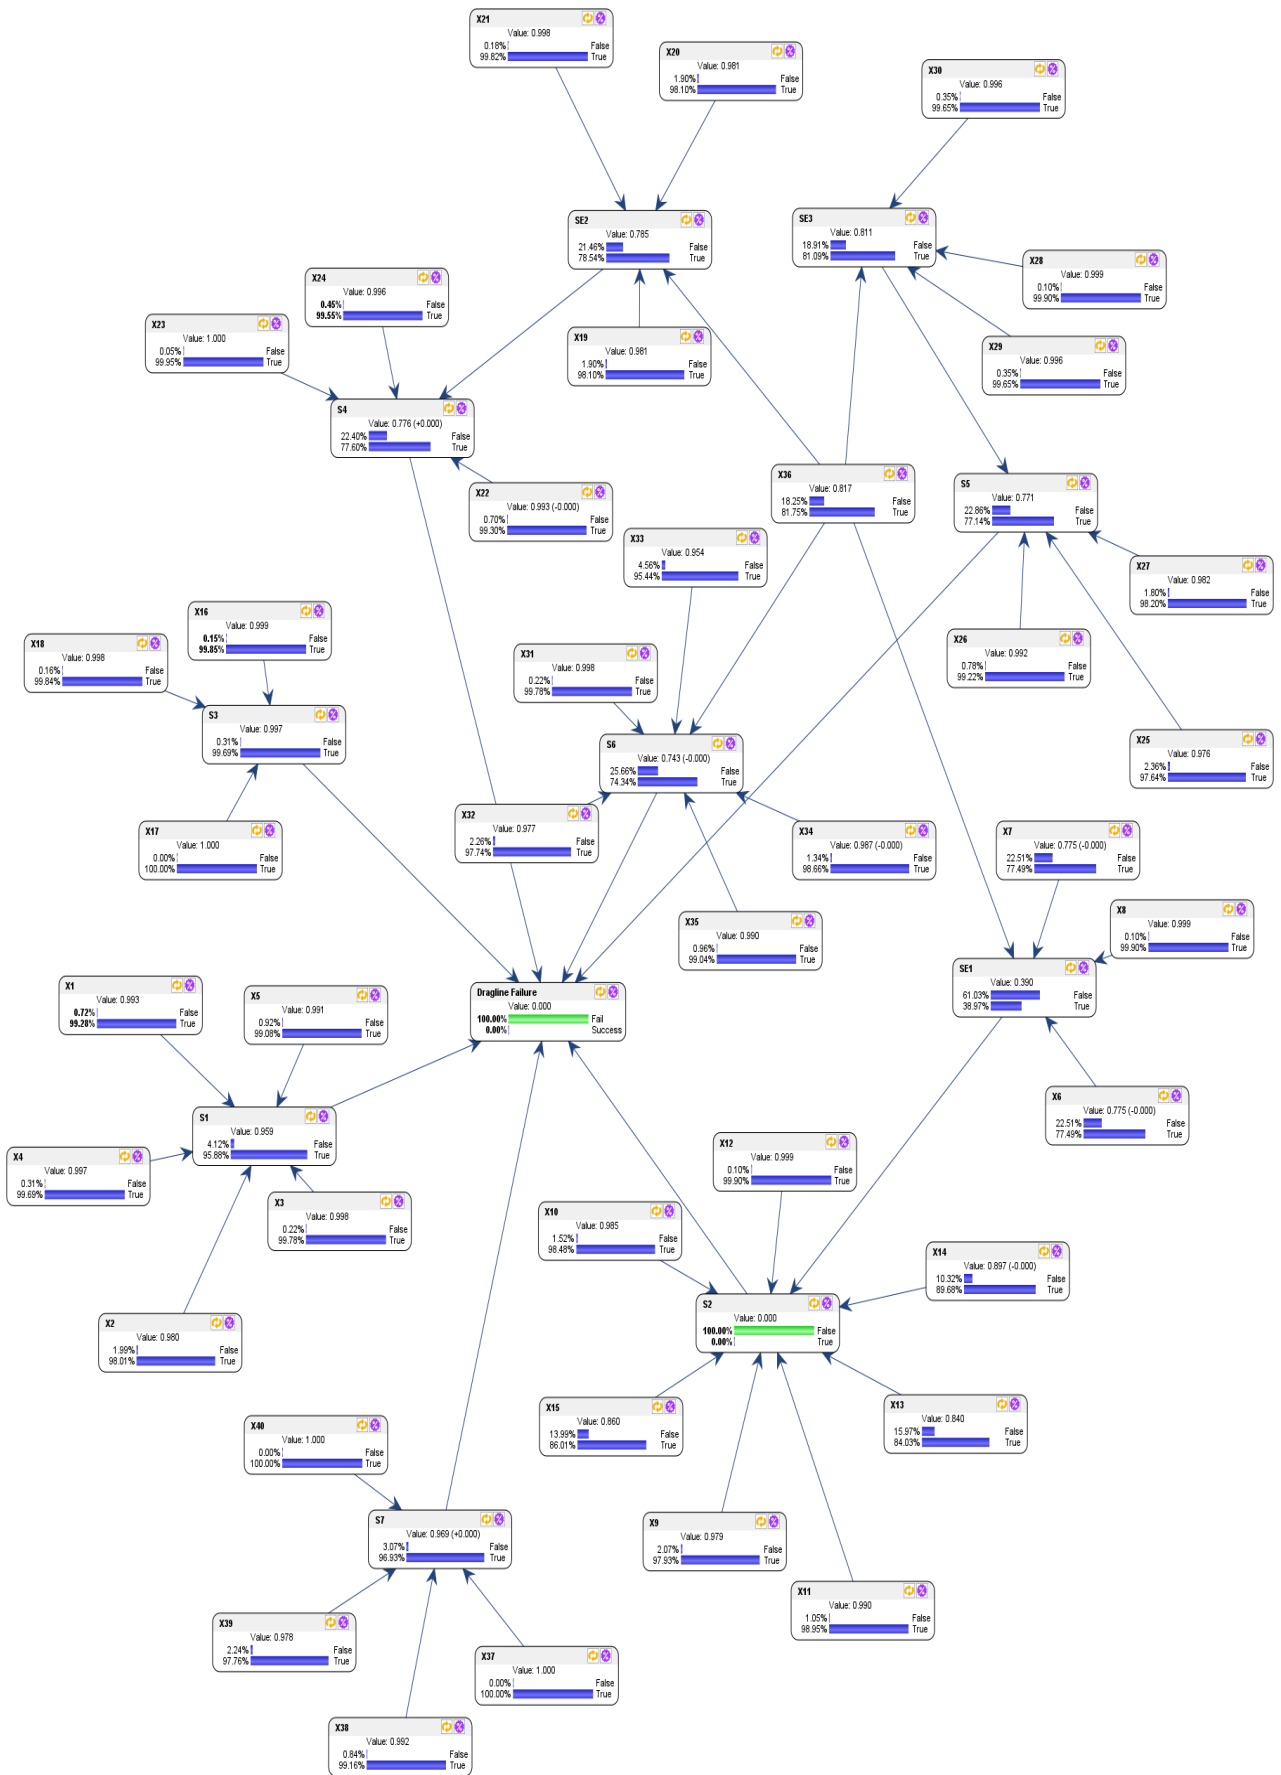 X21
Value: 0.998
0.18% False
99.82% True
X20
Value: 0.981
1.90% False
98.10% True
X30
Value: 0.996
0.35% False
99.65% True
SE2
Value: 0.785
21.46% False
78.54% True
SE3
Value: 0.811
18.91% False
81.09% True
X28
Value: 0.999
0.10% False
99.90% True
X24
Value: 0.996
0.45% False
99.55% True
X23
Value: 1.000
0.05% False
99.95% True
X19
Value: 0.981
1.90% False
98.10% True
X29
Value: 0.996
0.35% False
99.65% True
S4
Value: 0.776 (+0.000)
22.40% False
77.60% True
X36
Value: 0.817
18.25% False
81.75% True
S5
Value: 0.771
22.86% False
77.14% True
X22
Value: 0.993 (-0.000)
0.70% False
99.30% True
X33
Value: 0.954
4.56% False
95.44% True
X27
Value: 0.982
1.80% False
98.20% True
X16
Value: 0.999
0.15% False
99.85% True
X26
Value: 0.992
0.78% False
99.22% True
X18
Value: 0.998
0.16% False
99.84% True
X31
Value: 0.998
0.22% False
99.78% True
S3
Value: 0.997
0.31% False
99.69% True
X25
Value: 0.976
2.36% False
97.64% True
S6
Value: 0.743 (-0.000)
25.66% False
74.34% True
X32
Value: 0.977
2.26% False
97.74% True
X17
Value: 1.000
0.00% False
100.00% True
X34
Value: 0.987 (-0.000)
1.34% False
98.66% True
X7
Value: 0.775 (-0.000)
22.51% False
77.49% True
X35
Value: 0.990
0.96% False
99.04% True
X8
Value: 0.999
0.10% False
99.90% True
SE1
Value: 0.390
61.03% False
38.97% True
X1
Value: 0.993
0.72% False
99.28% True
X5
Value: 0.991
0.92% False
99.08% True
Dragline Failure
Value: 0.000
100.00% Fail
0.00% Success
X6
Value: 0.775 (-0.000)
22.51% False
77.49% True
S1
Value: 0.959
4.12% False
95.88% True
X12
Value: 0.999
0.10% False
99.90% True
X4
Value: 0.997
0.31% False
99.69% True
X3
Value: 0.998
0.22% False
99.78% True
X10
Value: 0.985
1.52% False
98.48% True
X14
Value: 0.897 (-0.000)
10.32% False
89.68% True
S2
Value: 0.000
100.00% False
0.00% True
X2
Value: 0.980
1.99% False
98.01% True
X15
Value: 0.860
13.99% False
86.01% True
X13
Value: 0.840
15.97% False
84.03% True
X40
Value: 1.000
0.00% False
100.00% True
S7
Value: 0.969 (+0.000)
3.07% False
96.93% True
X9
Value: 0.979
2.07% False
97.93% True
X11
Value: 0.990
1.05% False
98.95% True
X39
Value: 0.978
2.24% False
97.76% True
X37
Value: 1.000
0.00% False
100.00% True
X38
Value: 0.992
0.84% False
99.16% True